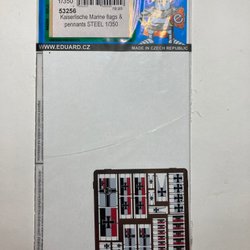 1/350
53256
Kaiserliche Marine flags &
pennants STEEL 1/350
WWW.EDUARD.CZ
MADE IN CZECH REPUBLIC